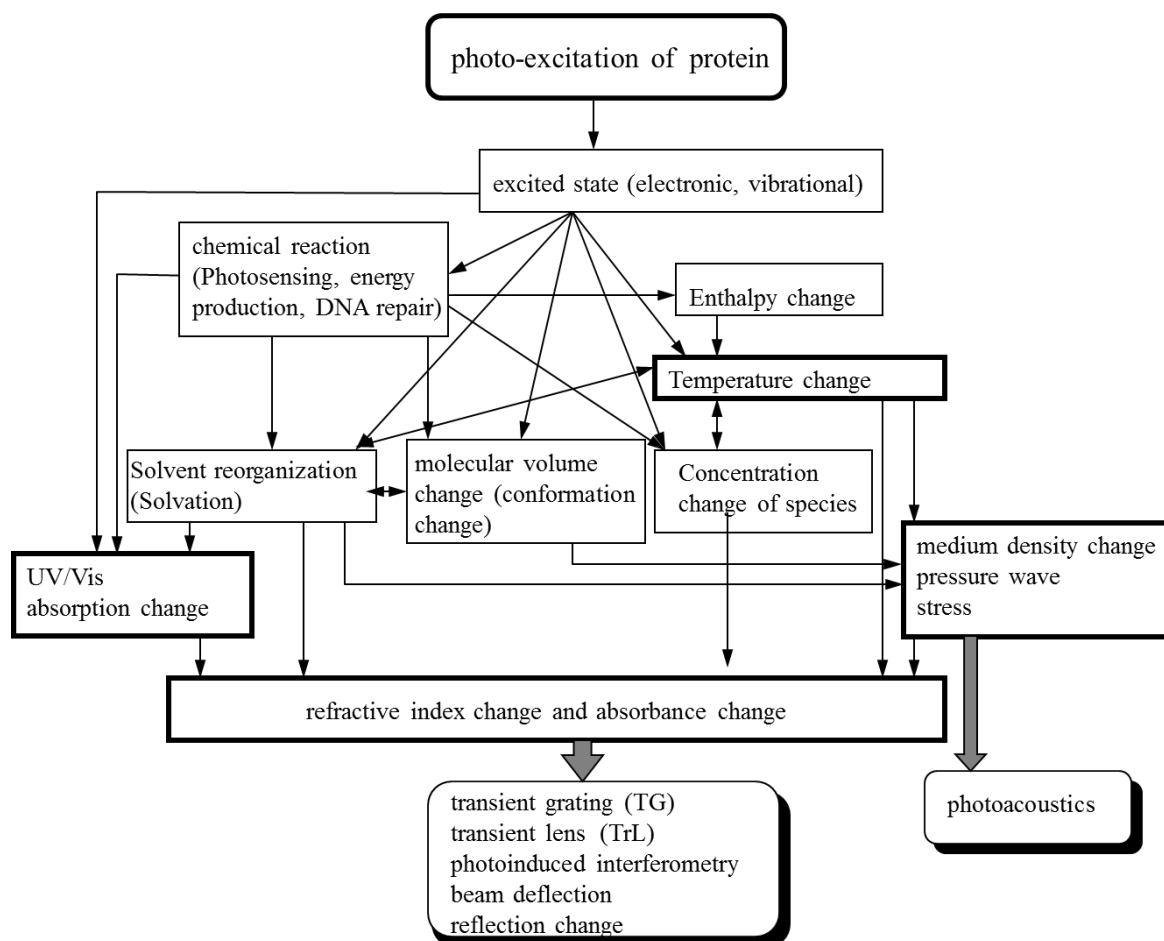 photo-excitation of protein
excited state (electronic, vibrational)
chemical reaction
(Photosensing, energy
production, DNA repair)
Enthalpy change
Temperature change
Solvent reorganization
(Solvation)
molecular volume
change (conformation
change)
Concentration
change of species
UV/Vis
absorption change
medium density change
pressure wave
stress
refractive index change and absorbance change
transient grating (TG)
transient lens (TrL)
photoinduced interferometry
beam deflection
reflection change
photoacoustics